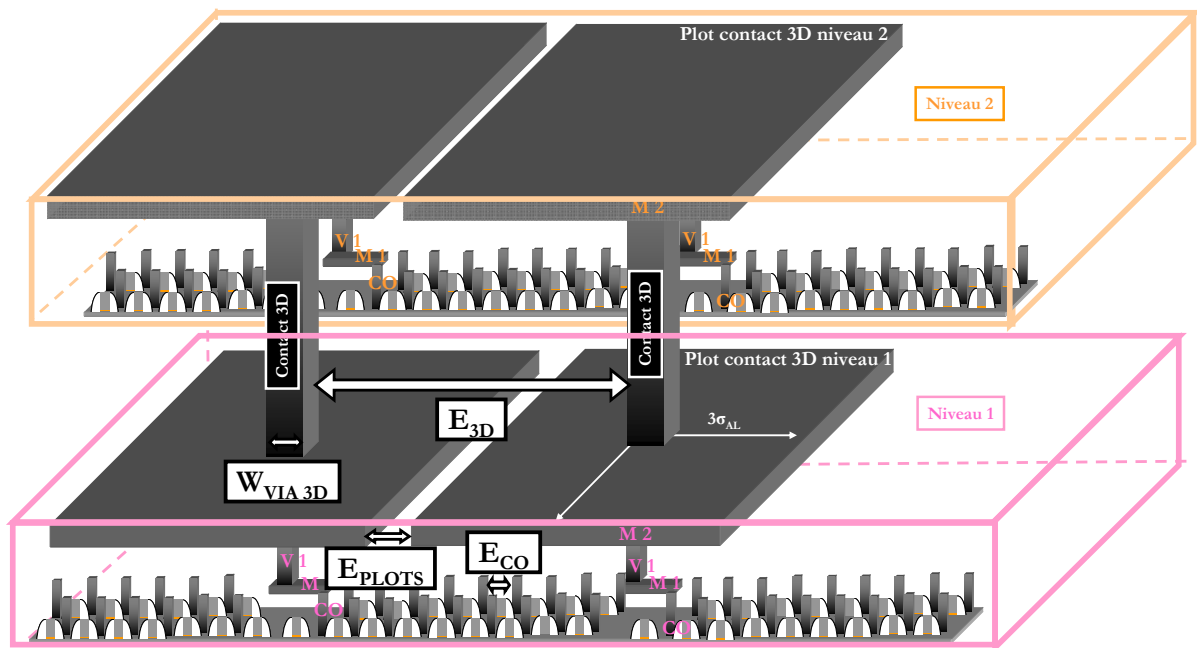 Plot contact 3D niveau 2
Niveau 2
M 2
V 1
M 1
CO
V 1
M 1
CO
Contact 3D
Contact 3D
Plot contact 3D niveau 1
Niveau 1
E3D
3σAL
WVIA 3D
M 2
V 1
M
CO
EPLOTS
ECO
V 1
M 1
CO